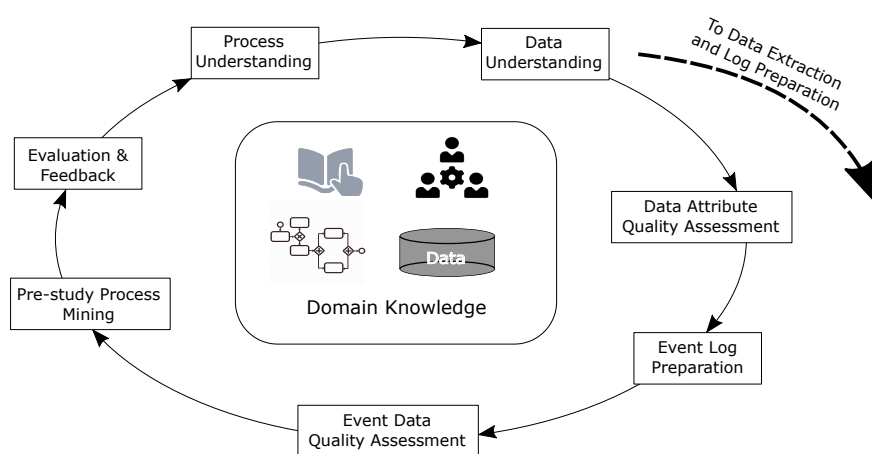 Process
Understanding
Data
Understanding
To Data Extraction
and Log Preparation
Evaluation &
Feedback
Data Attribute
Quality Assessment
Data
Pre-study Process
Mining
Domain Knowledge
Event Log
Preparation
Event Data
Quality Assessment